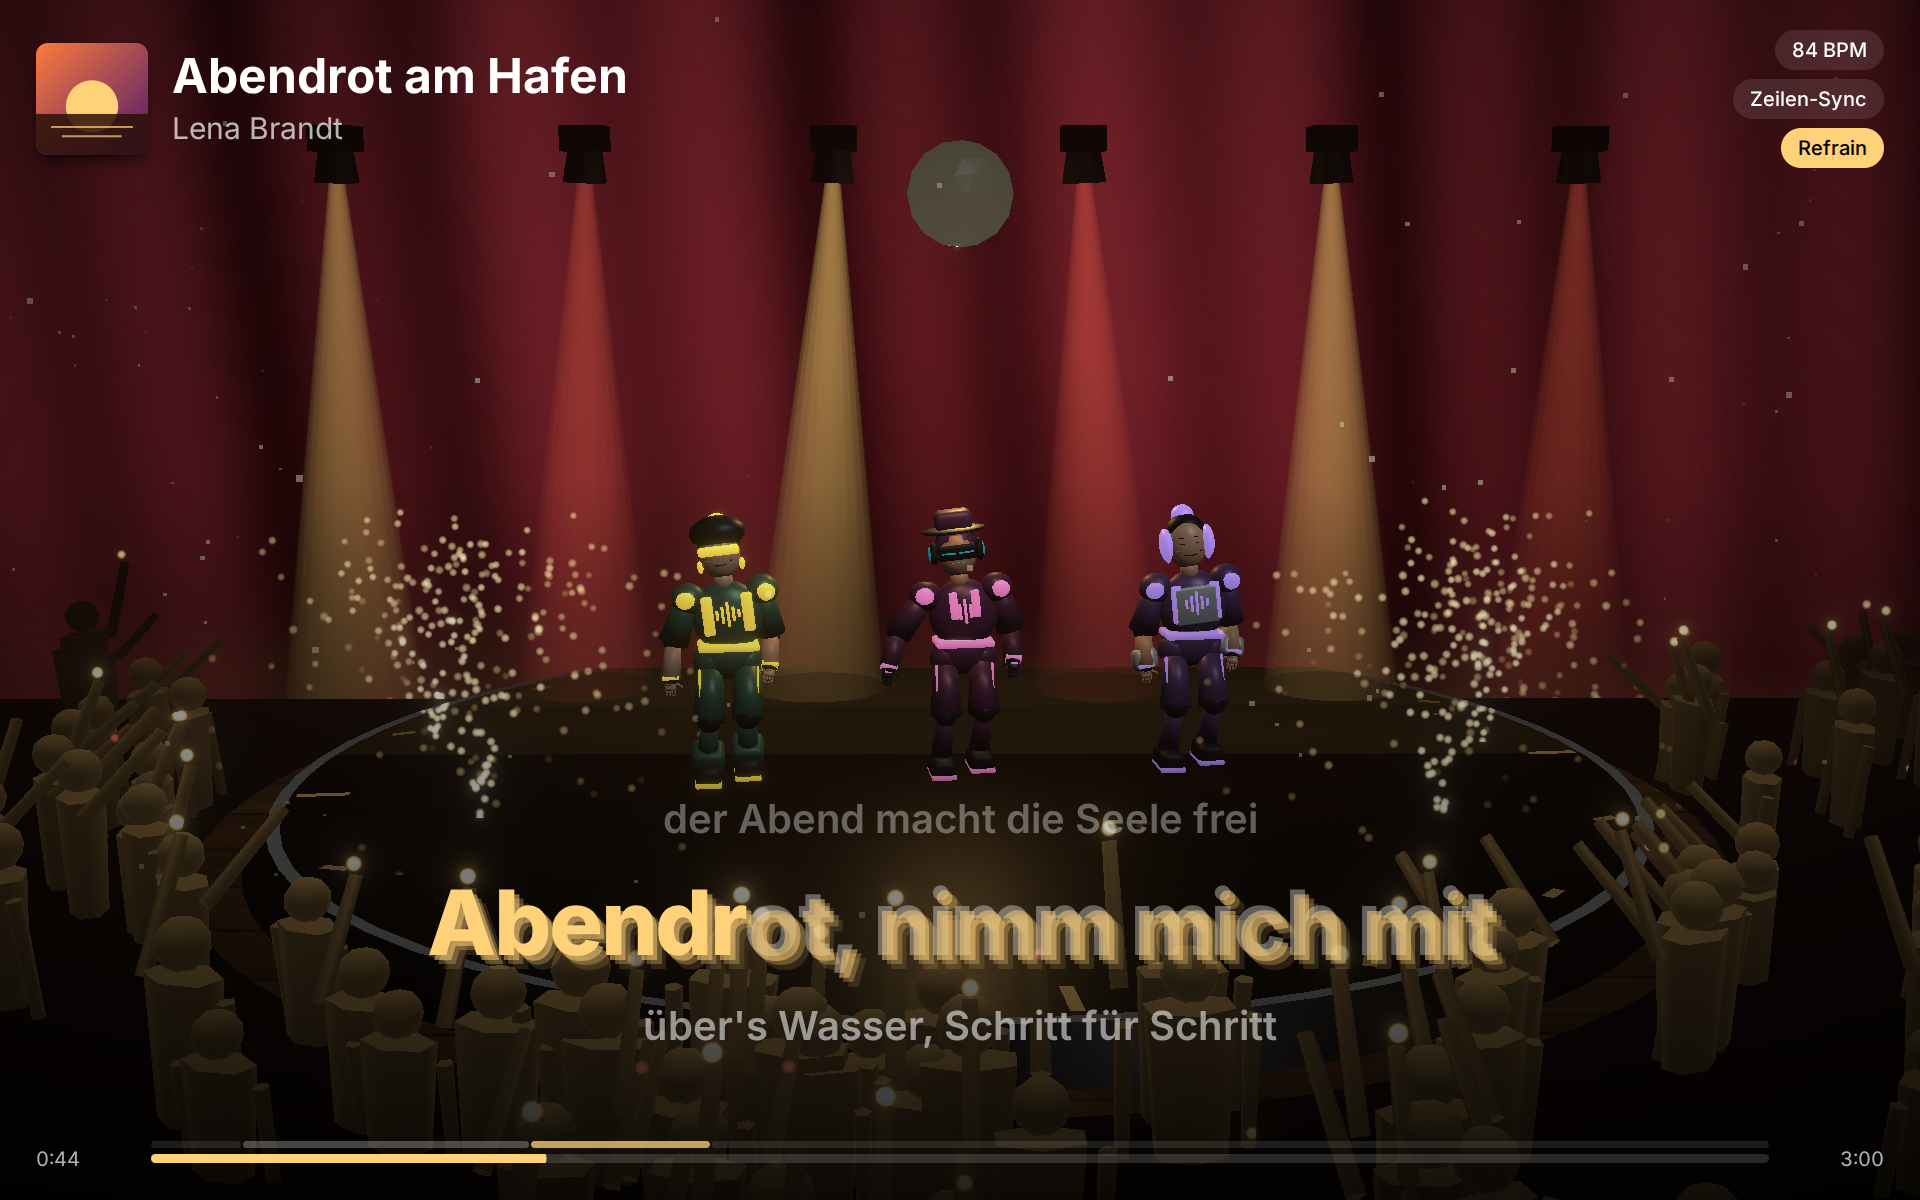 Abendrot am Hafen
Lena Brandt
84 BPM
Zeilen-Sync
Refrain
der Abend macht die Seele frei
Abendrot, nimm mich mit
über's Wasser, Schritt für Schritt
0:44
3:00